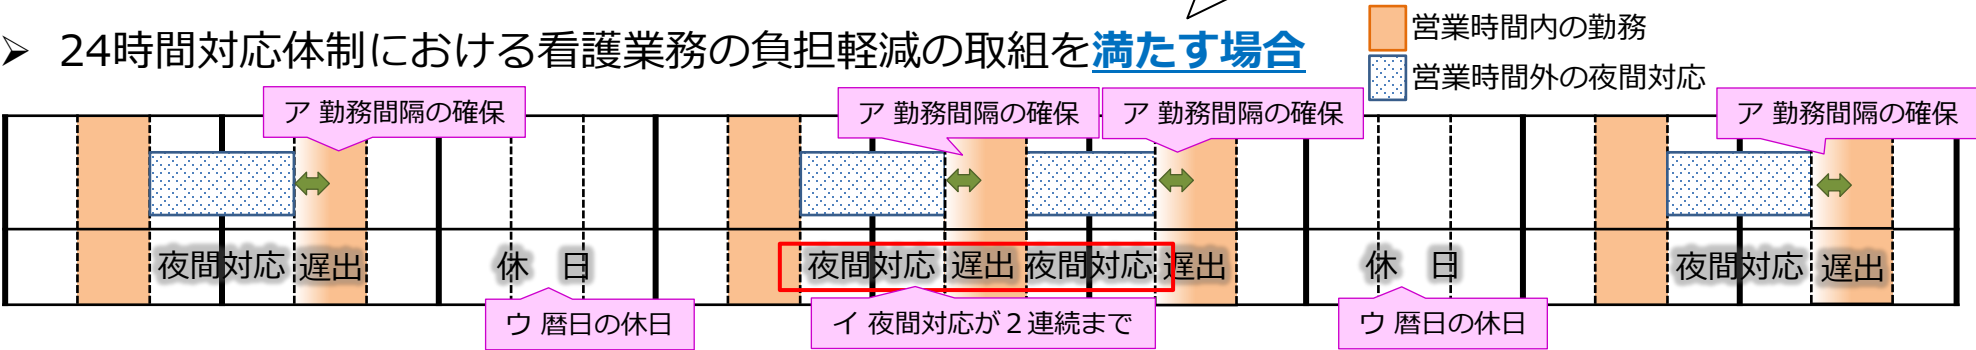 ➢ 24時間対応体制における看護業務の負担軽減の取組を満たす場合
営業時間内の勤務
営業時間外の夜間対応
ア 勤務間隔の確保
ア 勤務間隔の確保
ア 勤務間隔の確保
ア 勤務間隔の確保
夜間対応 遅出
休 日
夜間対応 遅出 夜間対応 遅出
休 日
夜間対応 遅出
ウ 暦日の休日
イ 夜間対応が２連続まで
ウ 暦日の休日